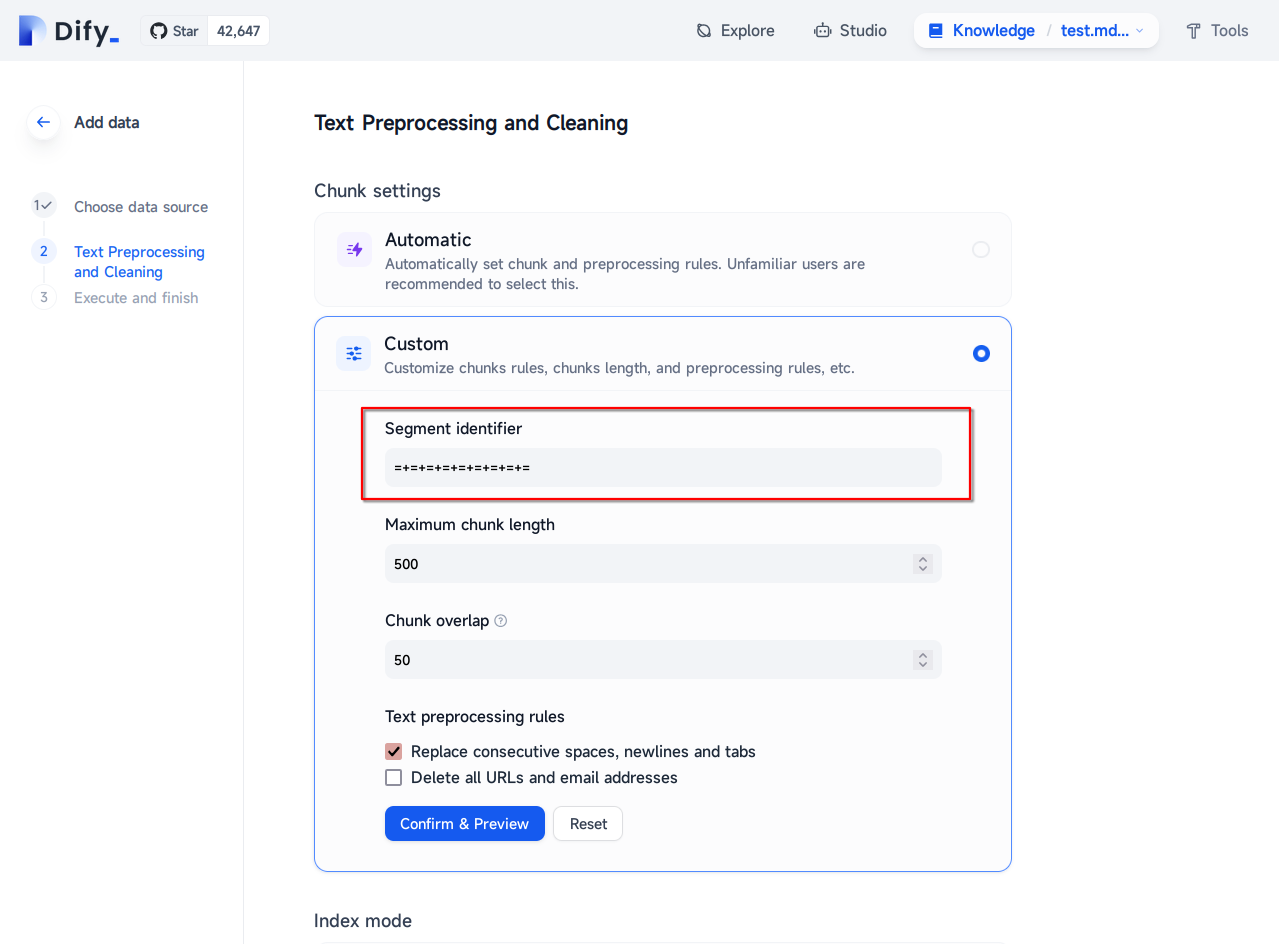 Dify_
Star 42,647
Explore
Studio
Knowledge / test.md...
Tools
Add data
1
Choose data source
2
Text Preprocessing
and Cleaning
3
Execute and finish
Text Preprocessing and Cleaning
Chunk settings
Automatic
Automatically set chunk and preprocessing rules. Unfamiliar users are
recommended to select this.
Custom
Customize chunks rules, chunks length, and preprocessing rules, etc.
Segment identifier
=+=+=+=+=+=+=+=+=
Maximum chunk length
500
Chunk overlap
50
Text preprocessing rules
Replace consecutive spaces, newlines and tabs
Delete all URLs and email addresses
Confirm & Preview
Reset
Index mode